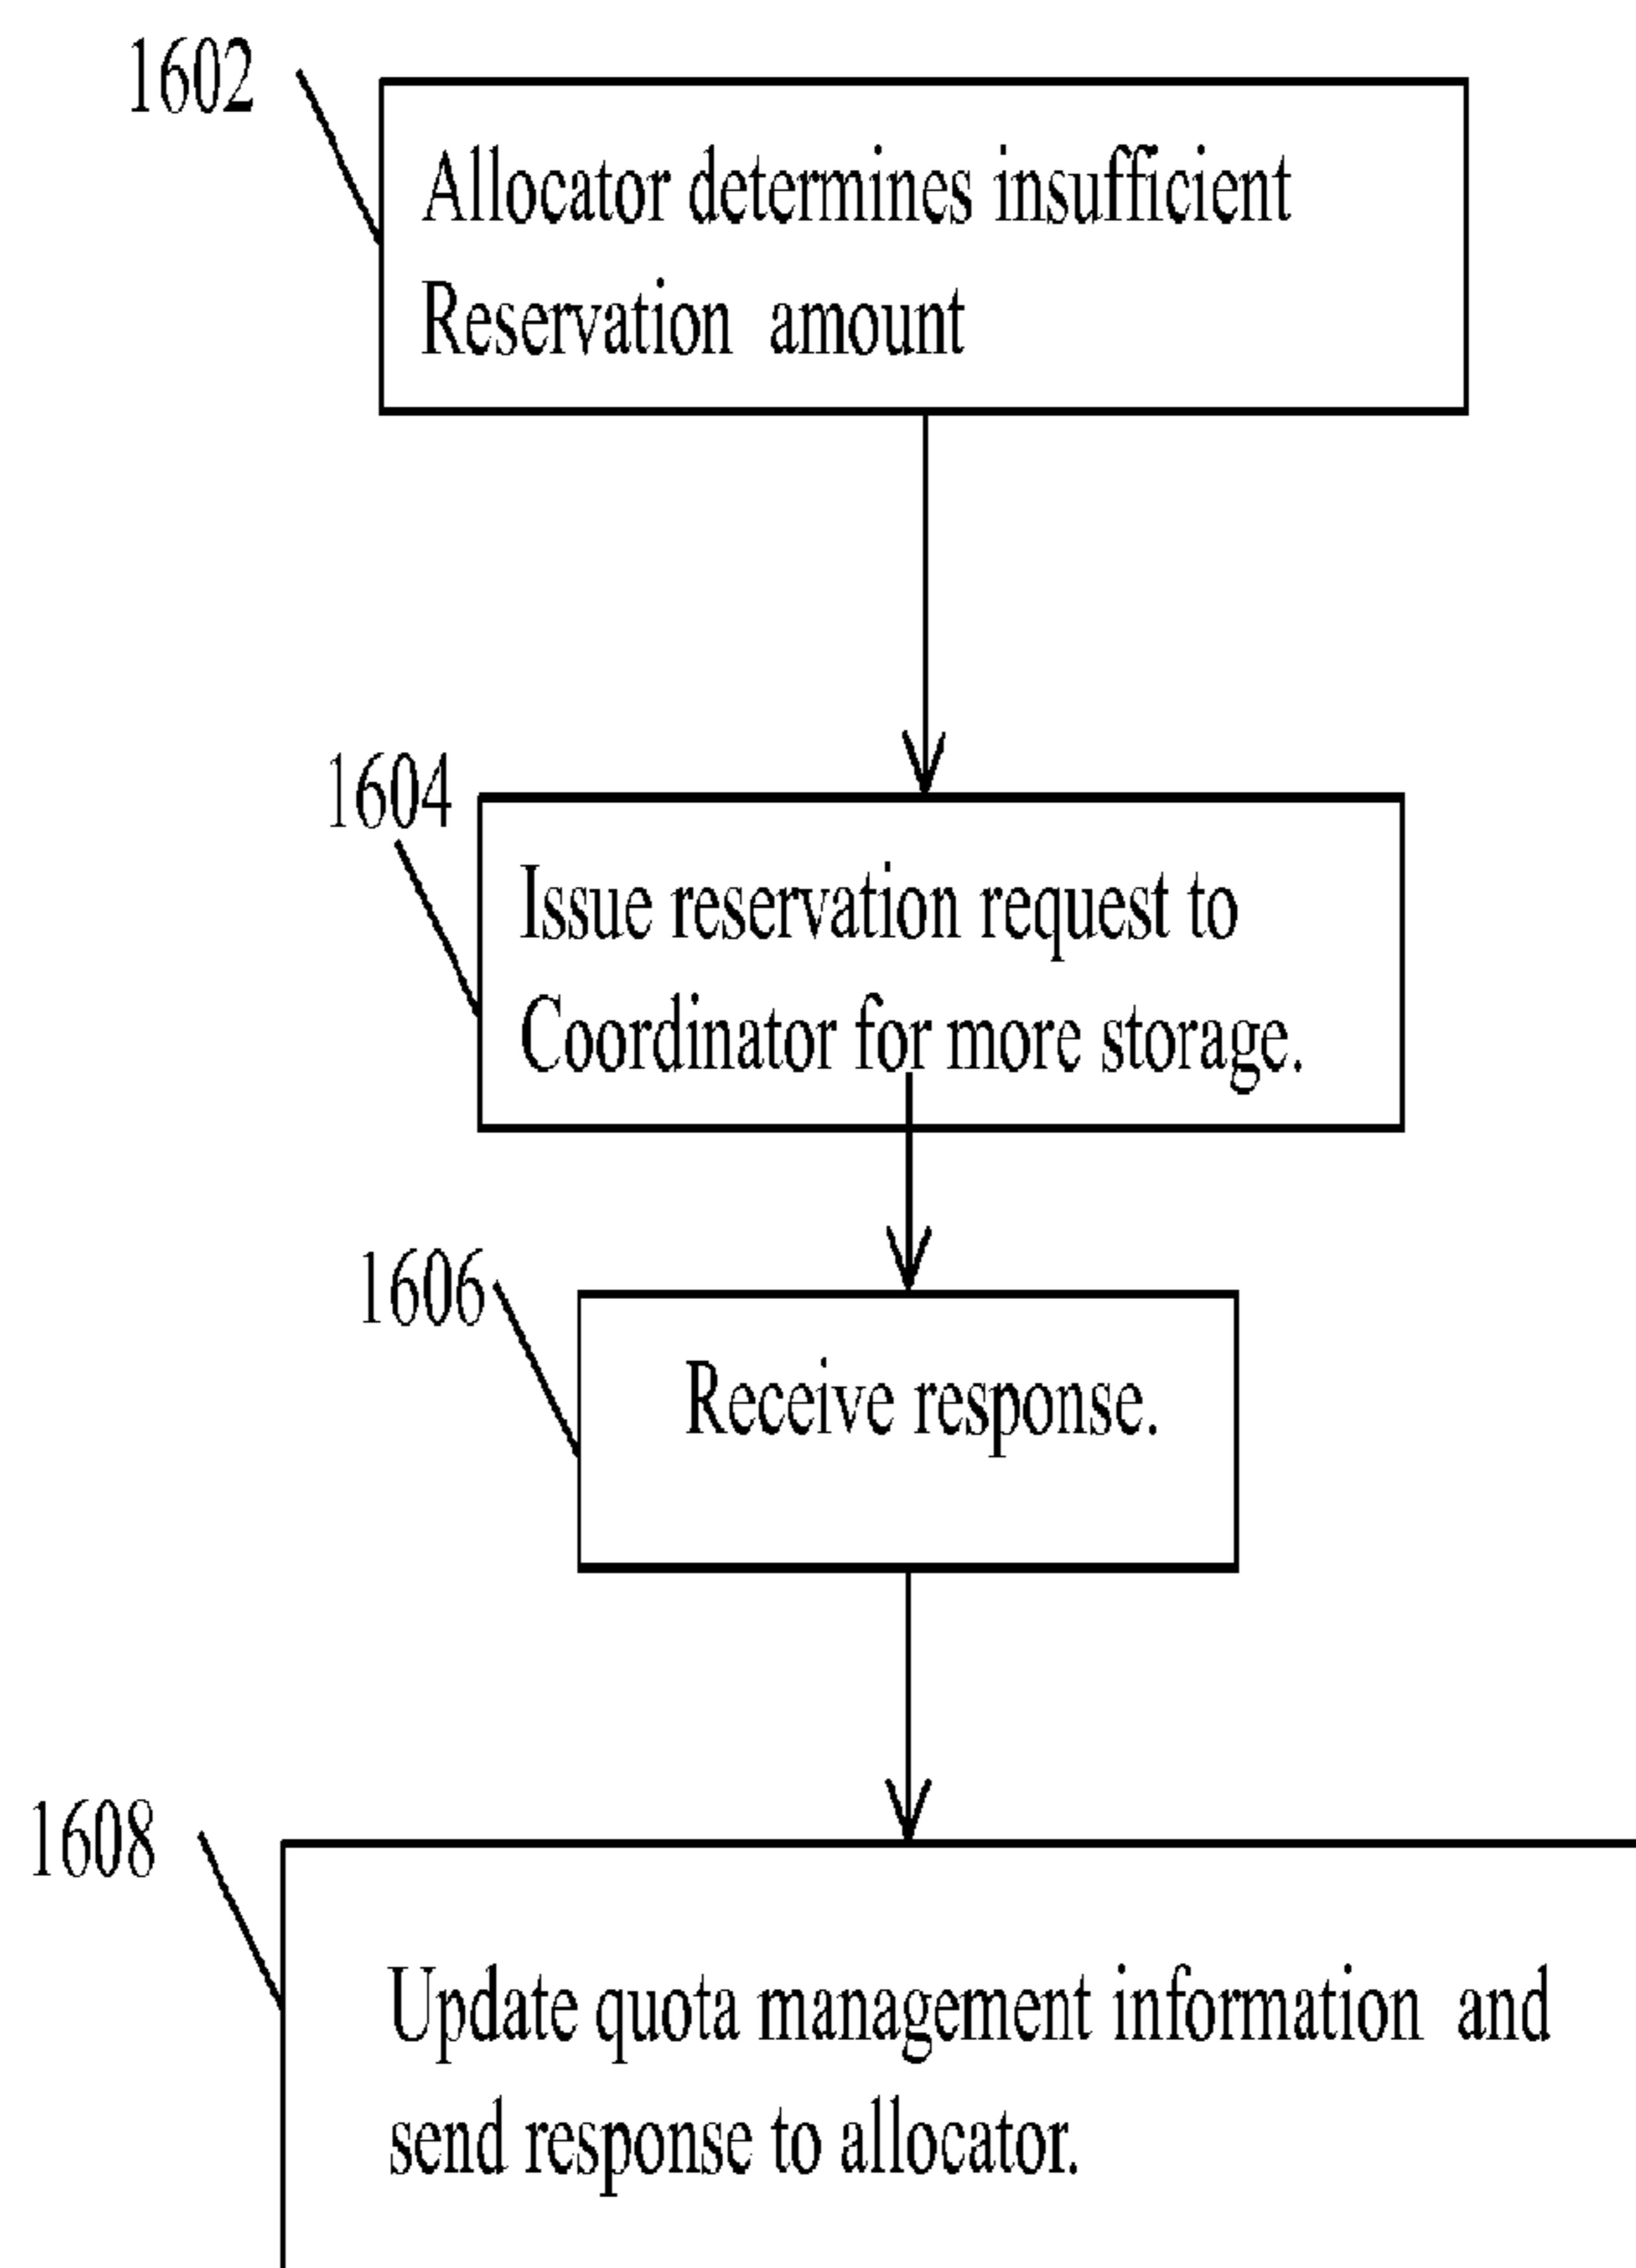 1602
Allocator determines insufficient
Reservation amount
1604
Issue reservation request to
Coordinator for more storage.
1606
Receive response.
1608
Update quota management information and
send response to allocator.